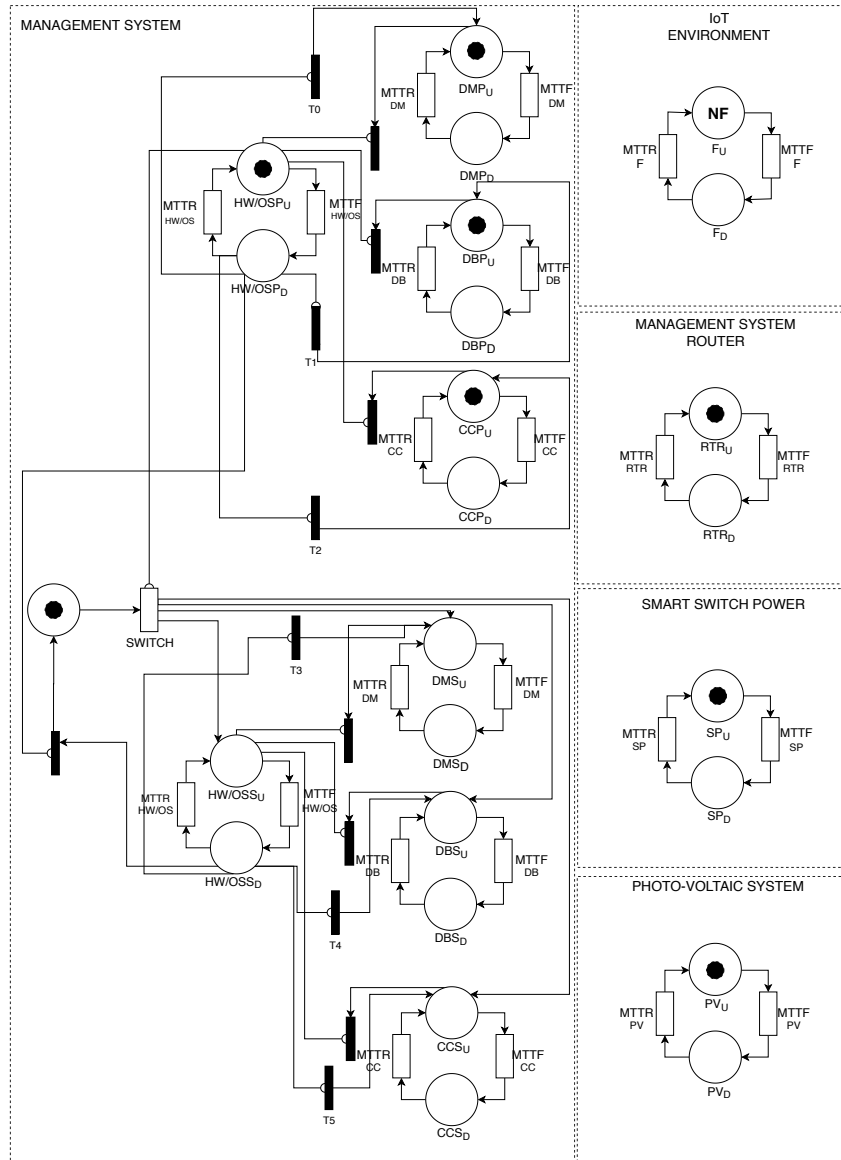 MANAGEMENT SYSTEM
T0
MTTR
DM
DMPU
MTTF
DM
DMPD
MTTR
HW/OS
HW/OSPU
MTTF
HW/OS
HW/OSPD
MTTR
DB
DBPU
MTTF
DB
DBPD
T1
MTTR
CC
CCPU
MTTF
CC
CCPD
T2
SWITCH
T3
MTTR
DM
DMSU
MTTF
DM
DMSD
MTTR
HW/OS
HW/OSSU
MTTF
HW/OS
HW/OSSD
MTTR
DB
DBSU
MTTF
DB
DBSD
T4
MTTR
CC
CCSU
MTTF
CC
CCSD
T5
IoT
ENVIRONMENT
NF
MTTR
F
FU
MTTF
F
FD
MANAGEMENT SYSTEM
ROUTER
MTTR
RTR
RTRU
MTTF
RTR
RTRD
SMART SWITCH POWER
MTTR
SP
SPU
MTTF
SP
SPD
PHOTO-VOLTAIC SYSTEM
MTTR
PV
PVU
MTTF
PV
PVD